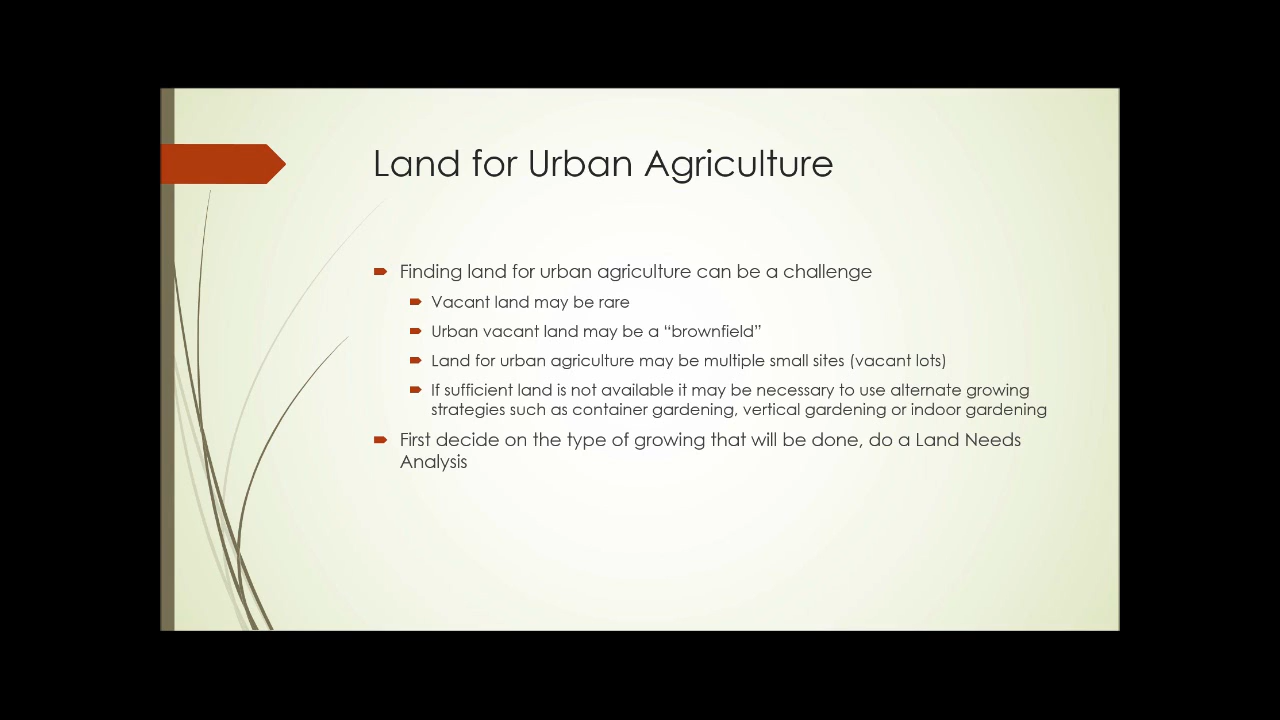 Land for Urban Agriculture
Finding land for urban agriculture can be a challenge
Vacant land may be rare
Urban vacant land may be a “brownfield”
Land for urban agriculture may be multiple small sites (vacant lots)
If sufficient land is not available it may be necessary to use alternate growing
strategies such as container gardening, vertical gardening or indoor gardening
First decide on the type of growing that will be done, do a Land Needs
Analysis